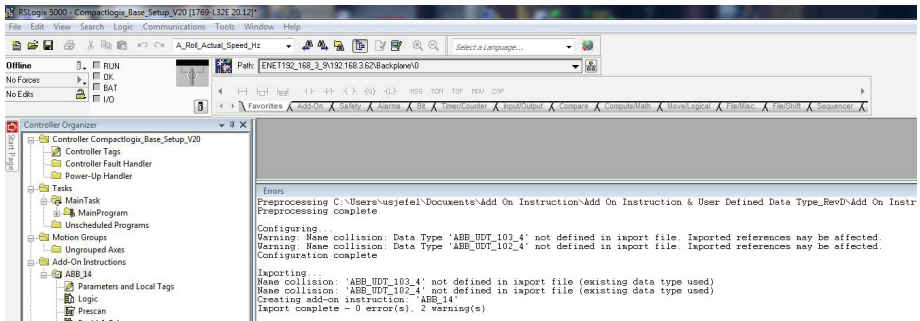 RSLogix 5000 - Compactlogix_Base_Setup_V20 [1769-L32E 20.12]*
File Edit View Search Logic Communications Tools Window Help
A_Roll_Actual_Speed_Hz
Select a Language...
Offline
RUN
Path: ENET192_168_3_9\192.168.3.62\Backplane\0
No Forces
OK
BAT
No Edits
I/O
MSG TON TOF MOV COP
Favorites Add-On Safety Alarms Bit Timer/Counter Input/Output Compare Compute/Math Move/Logical File/Misc. File/Shift Sequencer
Start Page
Controller Organizer
Controller Compactlogix_Base_Setup_V20
Controller Tags
Controller Fault Handler
Power-Up Handler
Tasks
MainTask
MainProgram
Unscheduled Programs
Motion Groups
Ungrouped Axes
Add-On Instructions
ABB_14
Parameters and Local Tags
Logic
Prescan
Errors
Preprocessing C:\Users\usjefel\Documents\Add On Instruction\Add On Instruction & User Defined Data Type_RevD\Add On Instr
Preprocessing complete
Configuring...
Warning: Name collision: Data Type 'ABB_UDT_103_4' not defined in import file. Imported references may be affected.
Warning: Name collision: Data Type 'ABB_UDT_102_4' not defined in import file. Imported references may be affected.
Configuration complete
Importing...
Name collision: 'ABB_UDT_103_4' not defined in import file (existing data type used)
Name collision: 'ABB_UDT_102_4' not defined in import file (existing data type used)
Creating add-on instruction: 'ABB_14'
Import complete - 0 error(s), 2 warning(s)